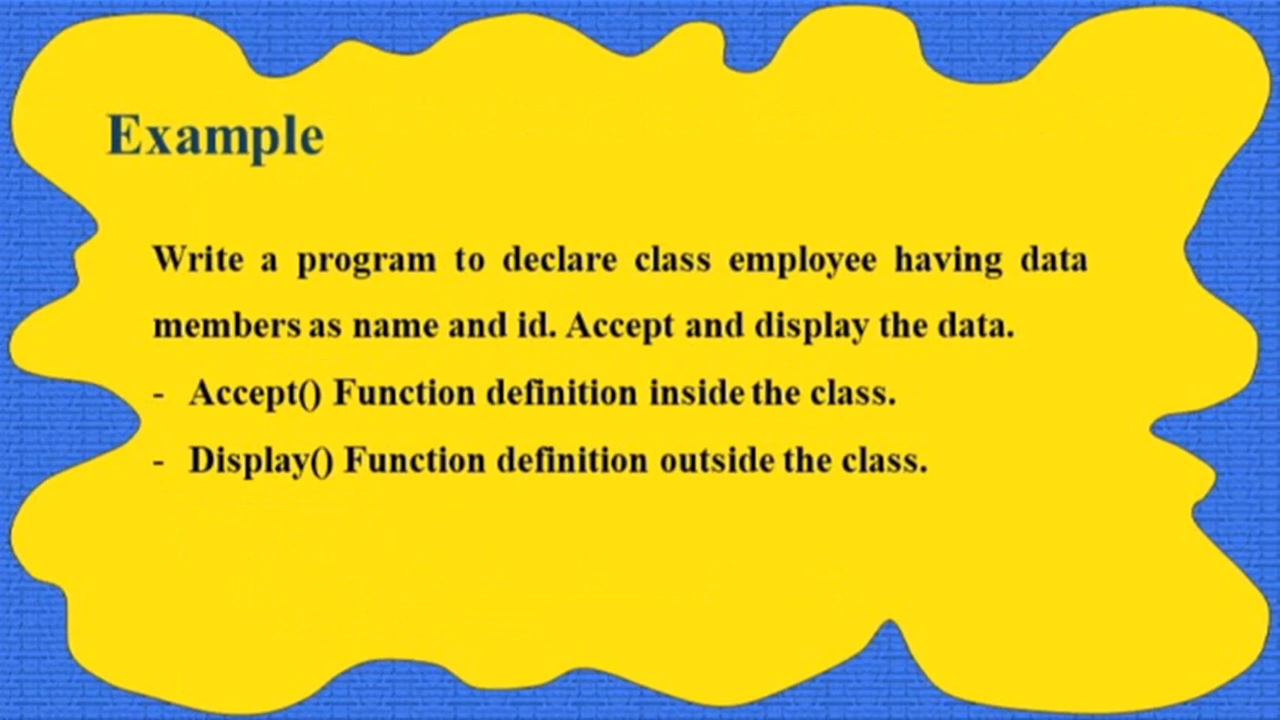 Example
Write a program to declare class employee having data
members as name and id. Accept and display the data.
- Accept() Function definition inside the class.
- Display() Function definition outside the class.